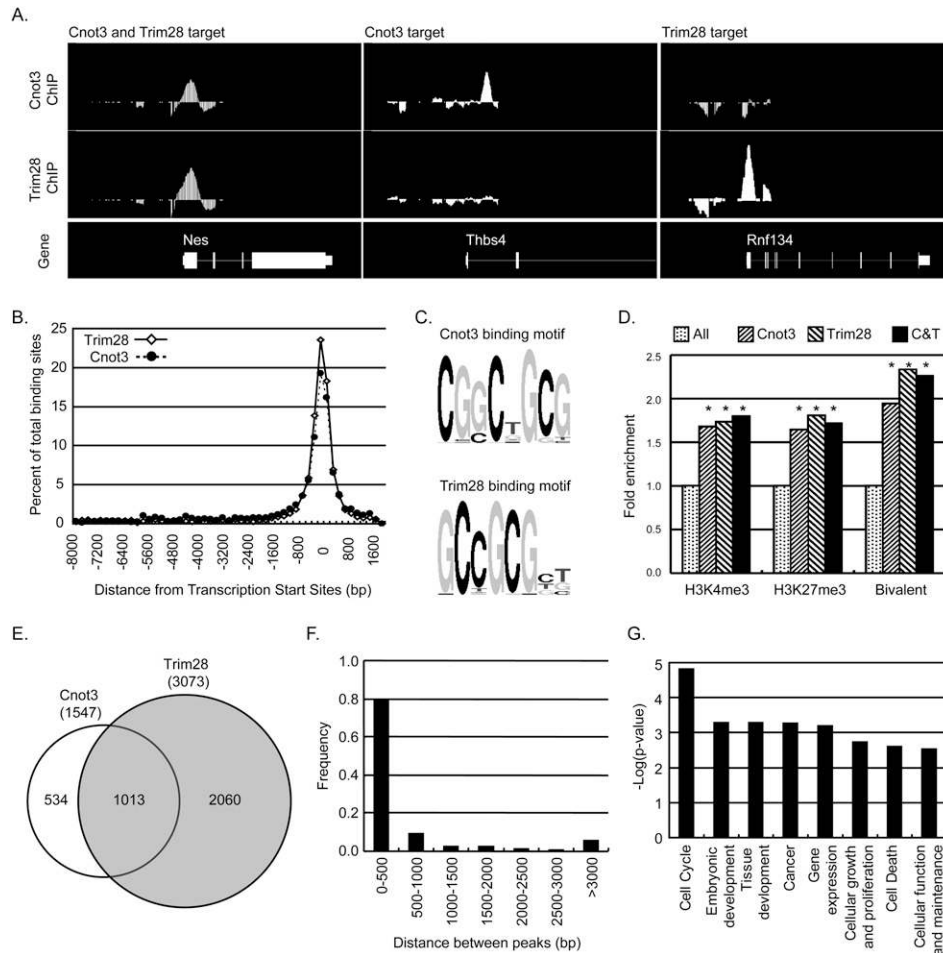 A.
Cnot3 and Trim28 target
Cnot3 target
Trim28 target
Cnot3 ChIP
Trim28 ChIP
Gene
Nes
Thbs4
Rnf134
B.
Percent of total binding sites
25
20
15
10
5
0
Trim28
Cnot3
-8000
-7200
-6400
-5600
-4800
-4000
-3200
-2400
-1600
-800
0
800
1600
Distance from Transcription Start Sites (bp)
C.
Cnot3 binding motif
CGGCTGCG
Trim28 binding motif
GCCGCGCT
D.
All
Cnot3
Trim28
C&T
Fold enrichment
2.5
2.0
1.5
1.0
0.5
0.0
* * *
* * *
* * *
H3K4me3
H3K27me3
Bivalent
E.
Cnot3
(1547)
Trim28
(3073)
534
1013
2060
F.
Frequency
1.0
0.8
0.6
0.4
0.2
0.0
0-500
500-1000
1000-1500
1500-2000
2000-2500
2500-3000
>3000
Distance between peaks (bp)
G.
-Log(p-value)
5
4
3
2
1
0
Cell Cycle
Embryonic
development
Tissue
devlopment
Cancer
Gene
expression
Cellular growth
and proliferation
Cell Death
Cellular function
and maintenance